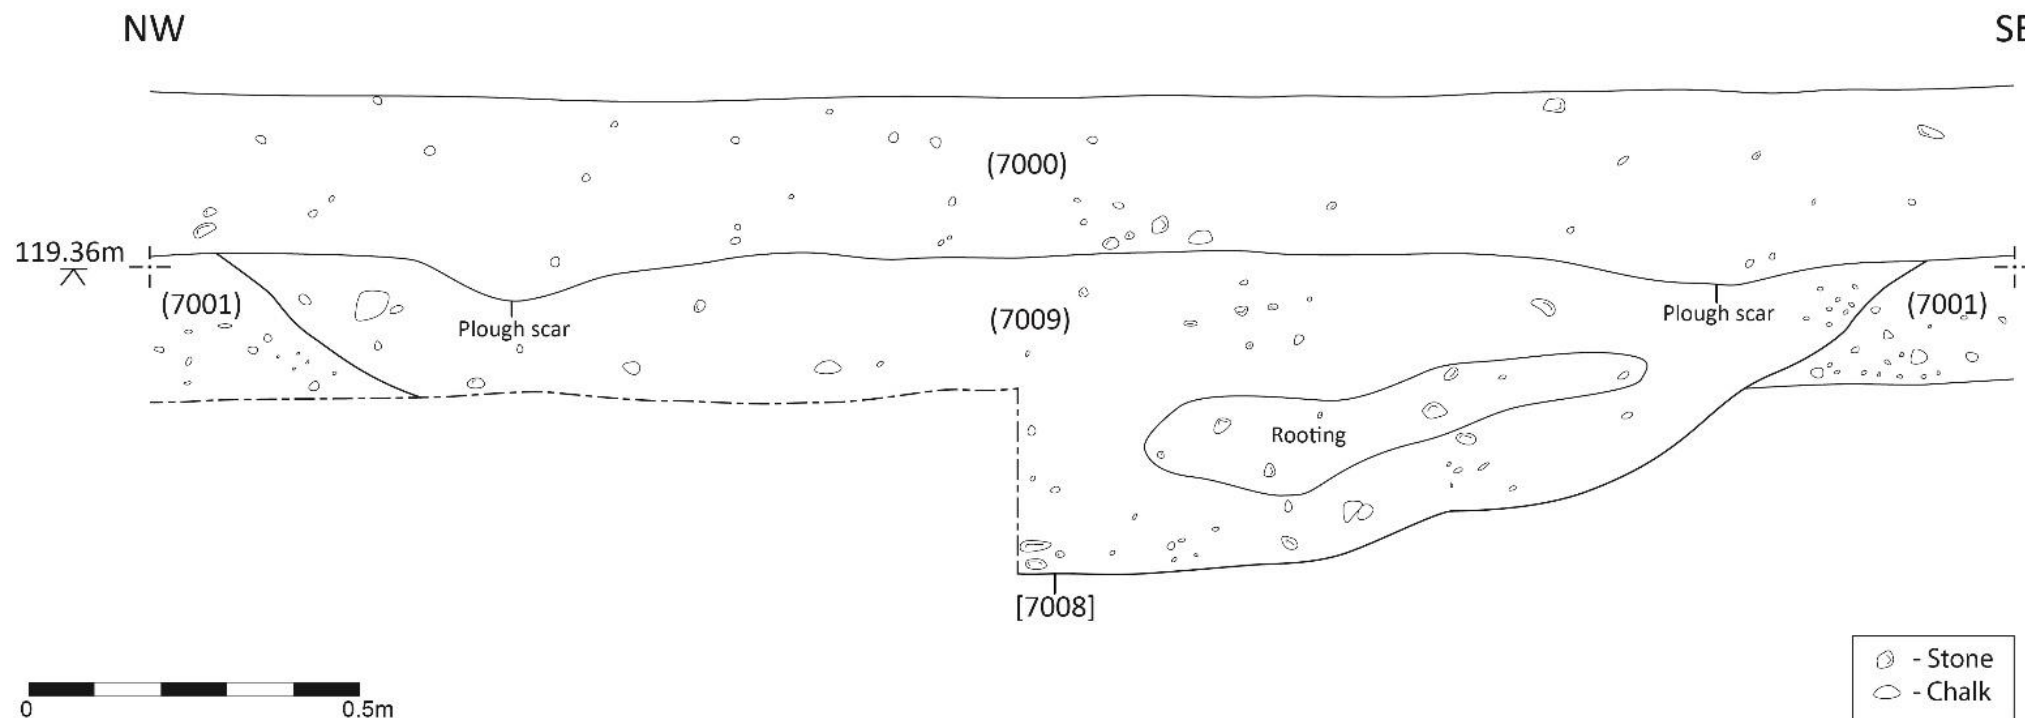 NW
SE
(7000)
119.36m
(7001)
Plough scar
(7009)
Plough scar
(7001)
Rooting
[7008]
- Stone
- Chalk
0
0.5m